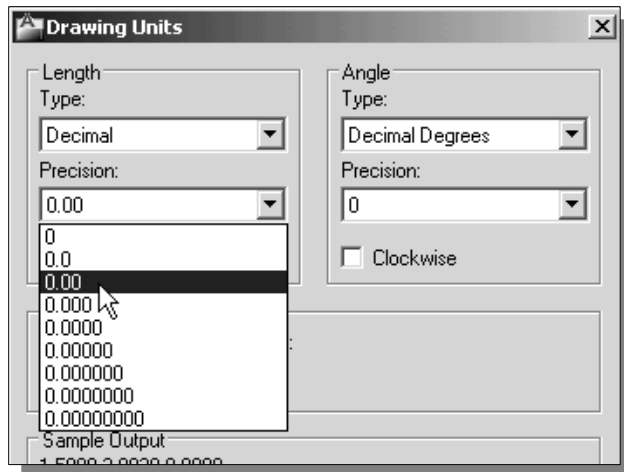 Drawing Units
Length
Type:
Decimal
Precision:
0.00
0
0.0
0.00
0.000
0.0000
0.00000
0.000000
0.0000000
0.00000000
Angle
Type:
Decimal Degrees
Precision:
0
Clockwise
:
Sample Output